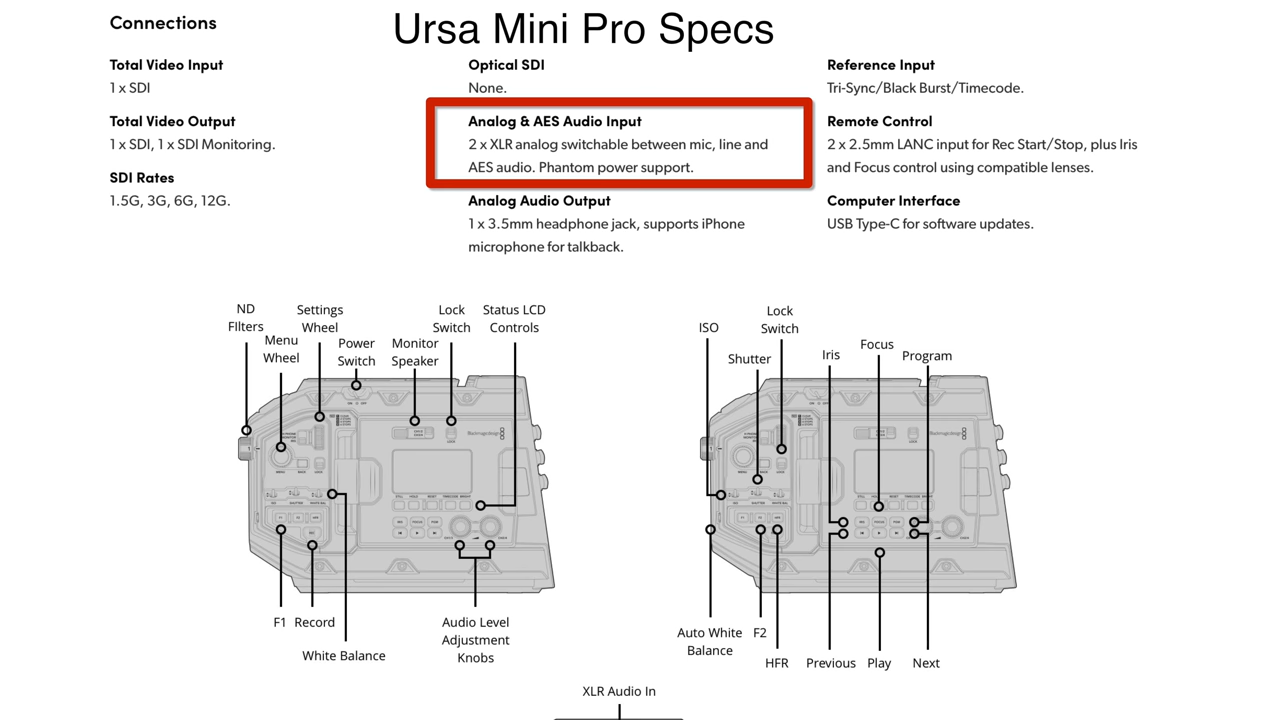 Connections
Ursa Mini Pro Specs
Total Video Input
1 x SDI
Total Video Output
1 x SDI, 1 x SDI Monitoring.
SDI Rates
1.5G, 3G, 6G, 12G.
Optical SDI
None.
Analog & AES Audio Input
2 x XLR analog switchable between mic, line and
AES audio. Phantom power support.
Analog Audio Output
1 x 3.5mm headphone jack, supports iPhone
microphone for talkback.
Reference Input
Tri-Sync/Black Burst/Timecode.
Remote Control
2 x 2.5mm LANC input for Rec Start/Stop, plus Iris
and Focus control using compatible lenses.
Computer Interface
USB Type-C for software updates.
ND
FIlters
Menu
Wheel
Settings
Wheel
Power
Switch
Monitor
Speaker
Lock
Switch
Status LCD
Controls
F1
Record
White Balance
Audio Level
Adjustment
Knobs
ISO
Shutter
Lock
Switch
Iris
Focus
Program
Auto White
Balance
F2
HFR
Previous
Play
Next
XLR Audio In